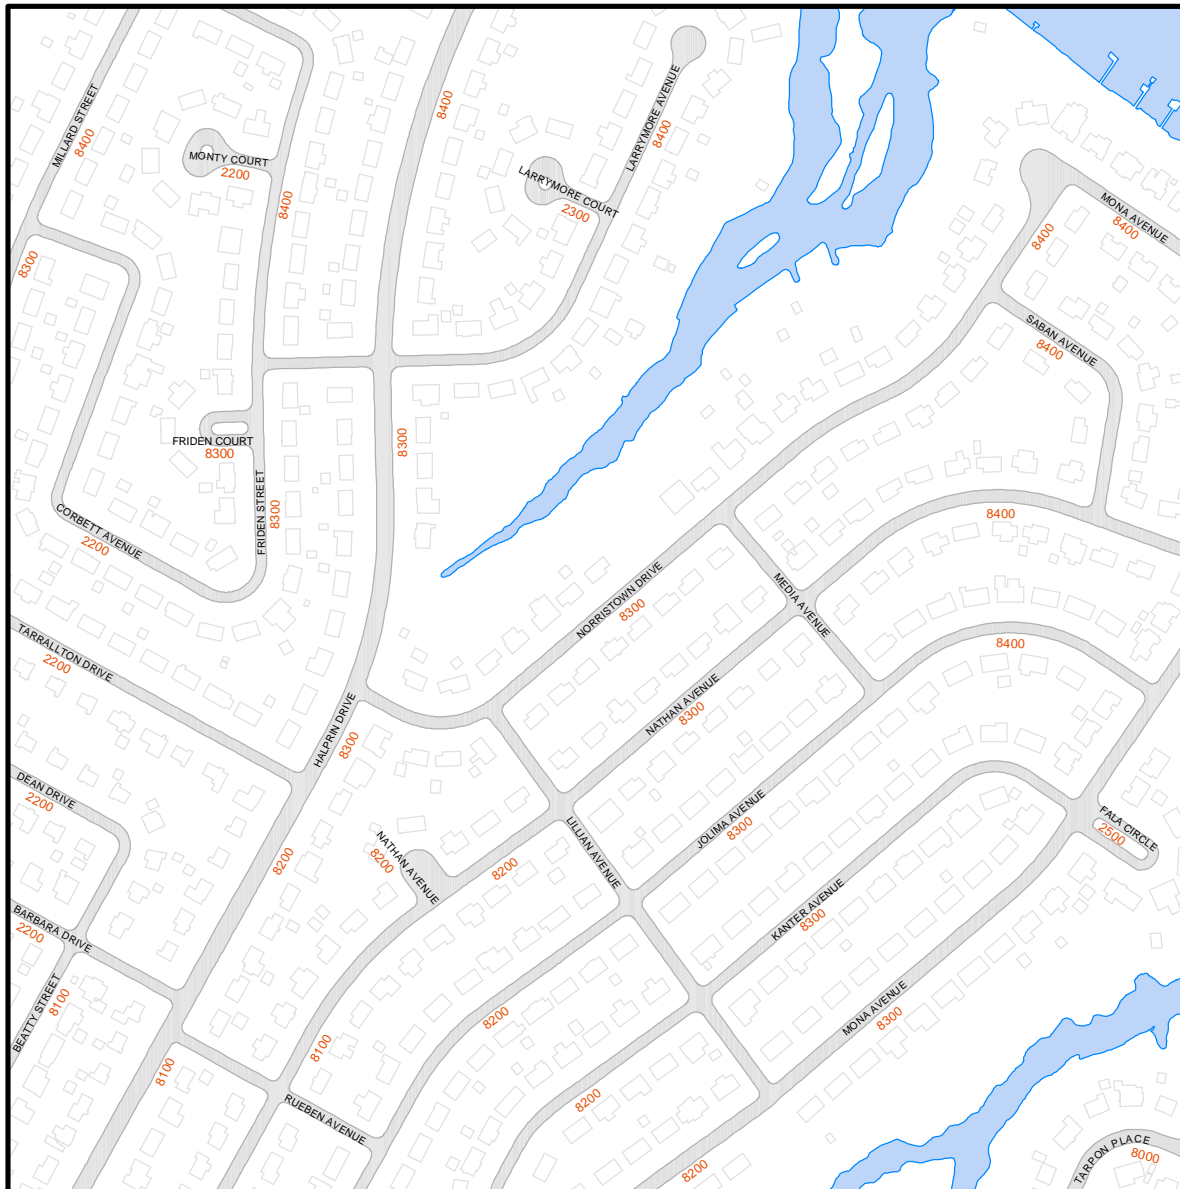 MILLARD STREET
8400
8400
LARRYMORE AVENUE
8400
MONTY COURT
2200
8400
LARRYMORE COURT
2300
MONA AVENUE
8400
8400
8300
SABAN AVENUE
8400
FRIDEN COURT
8300
8300
FRIDEN STREET
8300
CORBETT AVENUE
2200
8400
NORRISTOWN DRIVE
8300
MEDIA AVENUE
TARRALLTON DRIVE
2200
8400
HALPRIN DRIVE
8300
NATHAN AVENUE
8300
DEAN DRIVE
2200
JOLIMA AVENUE
8300
LILLIAN AVENUE
FALA CIRCLE
2500
NATHAN AVENUE
8200
8200
8200
KANTER AVENUE
8300
BARBARA DRIVE
2200
BEATTY STREET
8100
MONA AVENUE
8300
8200
8100
8100
RUEBEN AVENUE
8200
TARPON PLACE
8000
8200